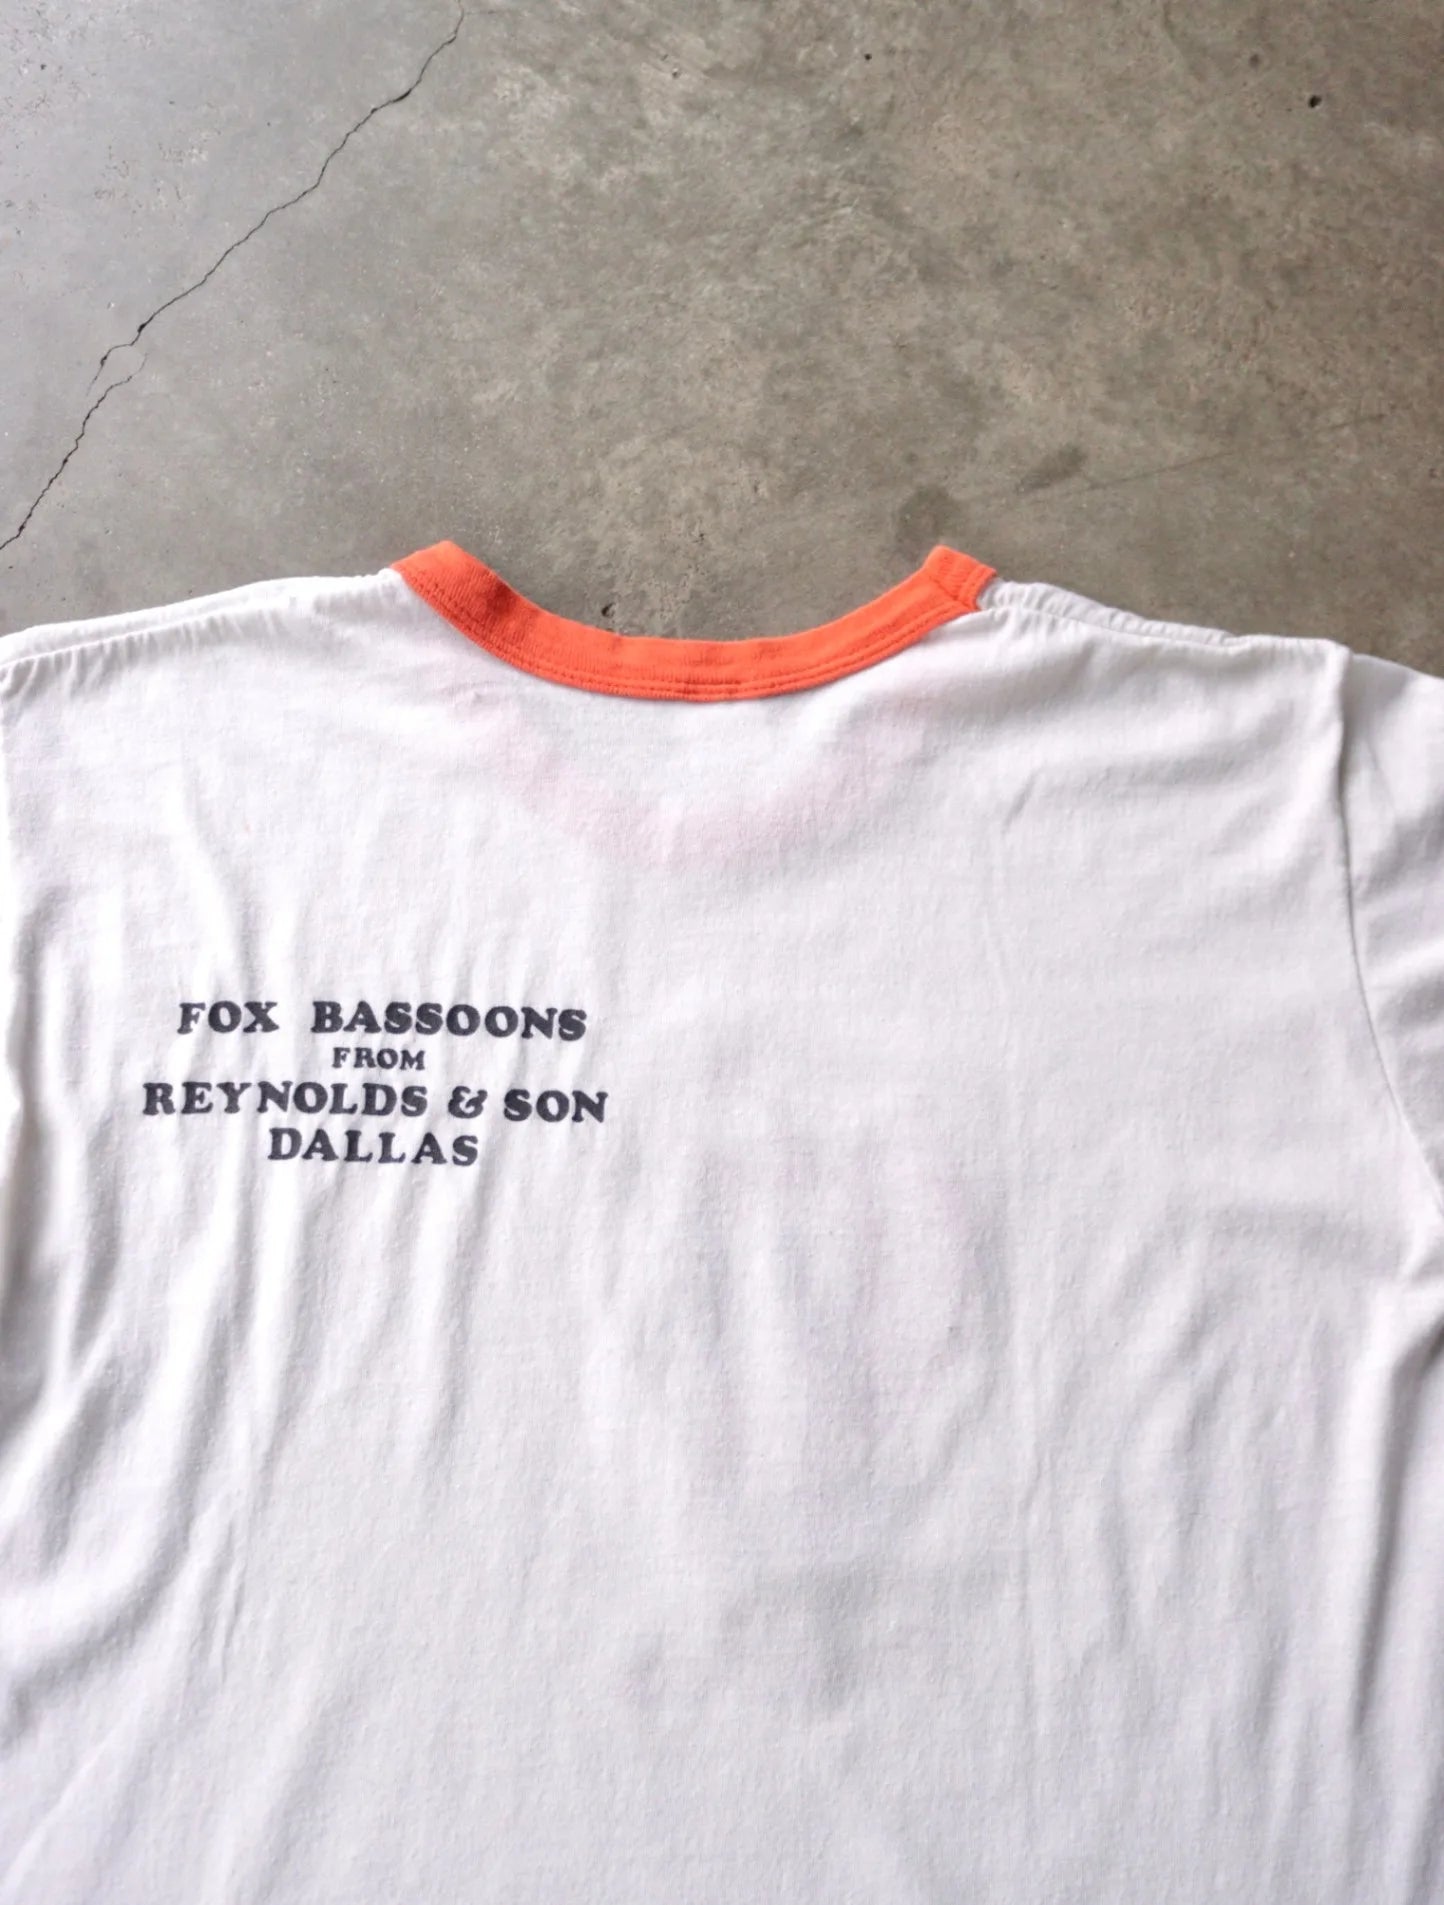 FOX BASSOONS
FROM
REYNOLDS & SON
DALLAS